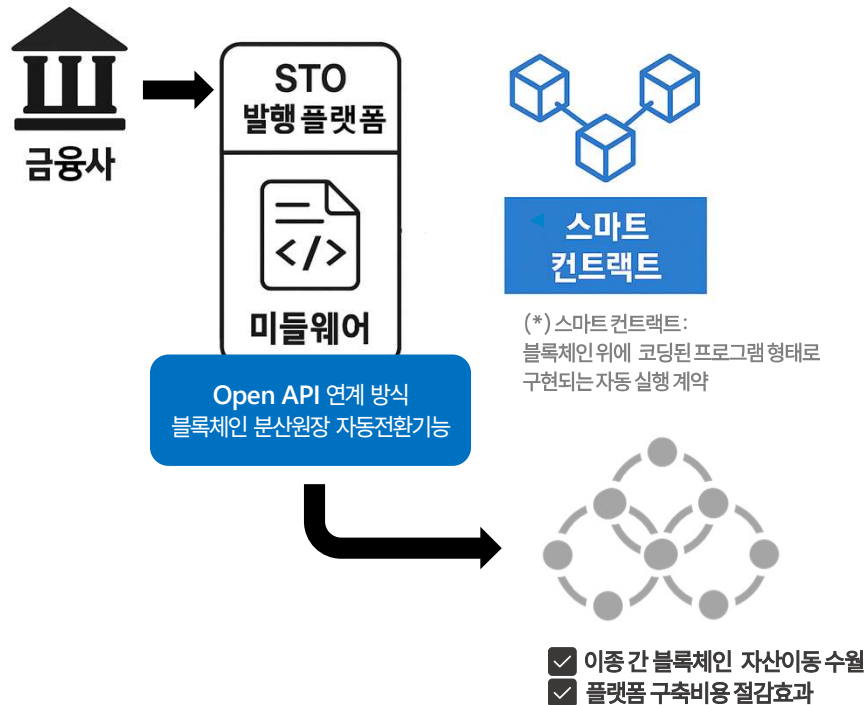 금융사
STO
발행 플랫폼
</>
미들웨어
Open API 연계 방식
블록체인 분산원장 자동전환기능
스마트
컨트랙트
(*) 스마트 컨트랙트 :
블록체인 위에 코딩된 프로그램 형태로
구현되는 자동 실행 계약
이종 간 블록체인 자산이동 수월
플랫폼 구축비용 절감효과